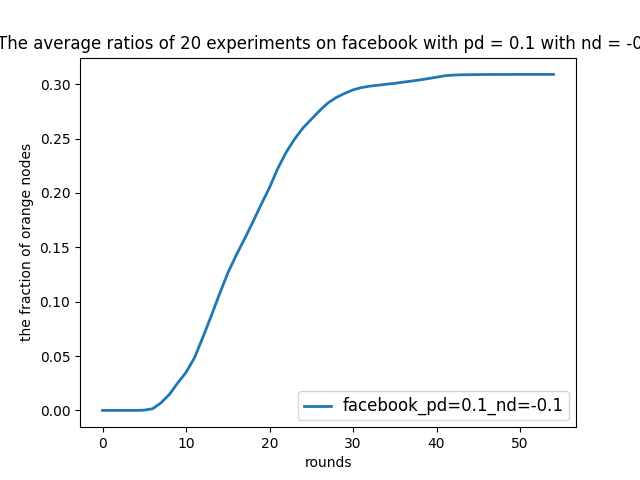 The average ratios of 20 experiments on facebook with pd = 0.1 with nd = -0
0.30
0.25
0.20
0.15
0.10
0.05
0.00
the fraction of orange nodes
facebook_pd=0.1_nd=-0.1
0 10 20 30 40 50
rounds